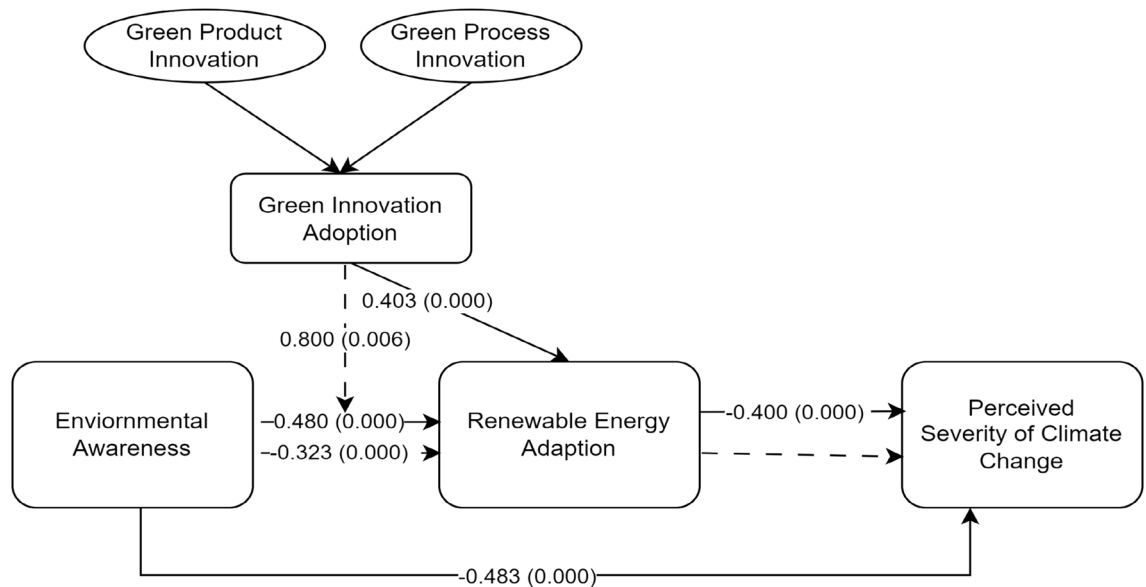 Green Product
Innovation
Green Process
Innovation
Green Innovation
Adoption
0.403 (0.000)
0.800 (0.006)
Enviornmental
Awareness
-0.480 (0.000)
-0.323 (0.000)
Renewable Energy
Adaption
-0.400 (0.000)
Perceived
Severity of Climate
Change
-0.483 (0.000)